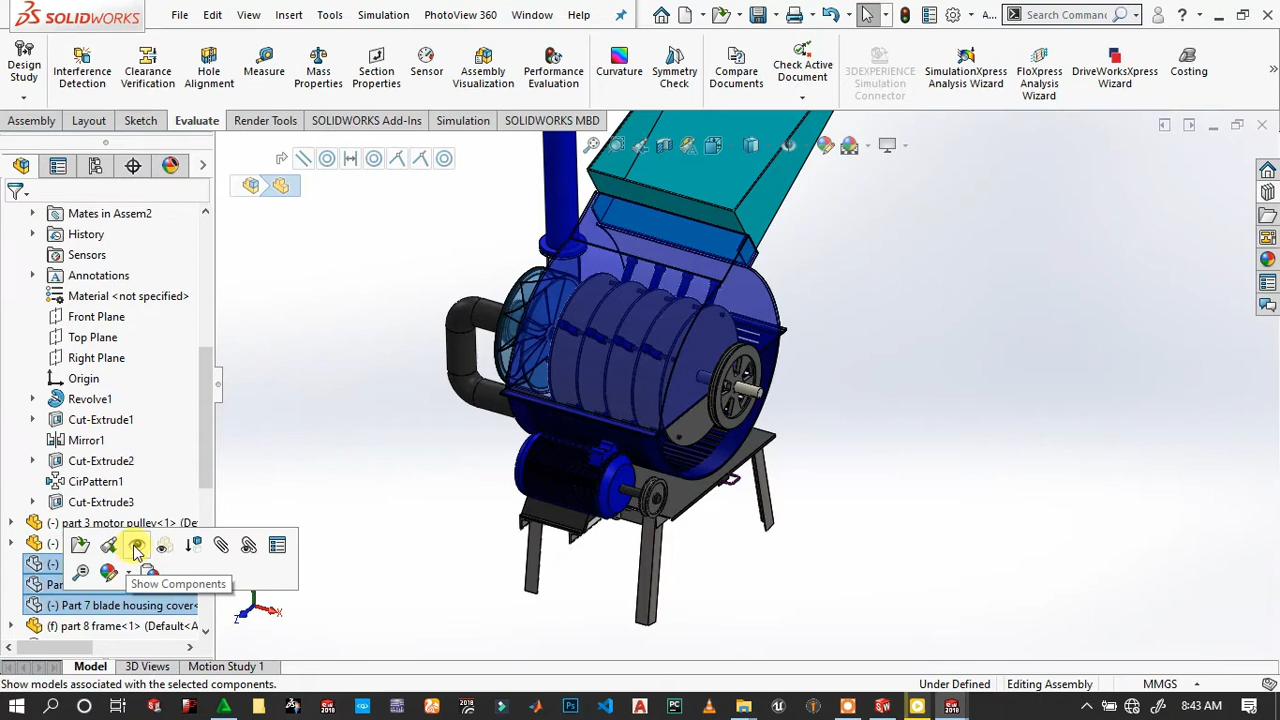 SOLIDWORKS
File Edit View Insert Tools Simulation PhotoView 360 Window Help
A... Search Commanc
Design Study
Interference Detection
Clearance Verification
Hole Alignment
Measure
Mass Properties
Section Properties
Sensor
Assembly Visualization
Performance Evaluation
Curvature
Symmetry Check
Compare Documents
Check Active Document
3DEXPERIENCE Simulation Connector
SimulationXpress Analysis Wizard
FloXpress Analysis Wizard
DriveWorksXpress Wizard
Costing
Assembly Layout Sketch Evaluate Render Tools SOLIDWORKS Add-Ins Simulation SOLIDWORKS MBD
Mates in Assem2
History
Sensors
Annotations
Material <not specified>
Front Plane
Top Plane
Right Plane
Origin
Revolve1
Cut-Extrude1
Mirror1
Cut-Extrude2
CirPattern1
Cut-Extrude3
(-) part 3 motor pulley<1> (De
(-)
(-)
Par
Show Components
(-) Part 7 blade housing cover<
(f) part 8 frame<1> (Default<A
Z X
Model 3D Views Motion Study 1
Show models associated with the selected components.
Under Defined Editing Assembly MMGS
8:43 AM